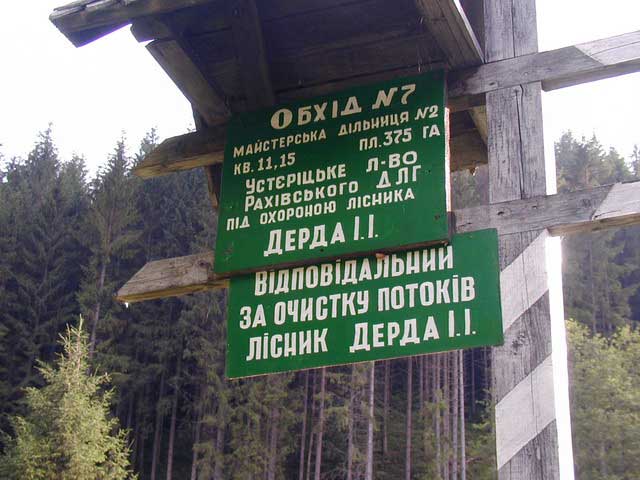 ОБХІД №7
МАЙСТЕРСЬКА ДІЛЬНИЦЯ №2
КВ. 11, 15 ПЛ. 375 ГА
УСТЄРІЦЬКЕ Л-ВО
РАХІВСЬКОГО ДЛГ
ПІД ОХОРОНОЮ ЛІСНИКА
ДЕРДА І.І.
ВІДПОВІДАЛЬНИЙ
ЗА ОЧИСТКУ ПОТОКІВ
ЛІСНИК ДЕРДА І.І.